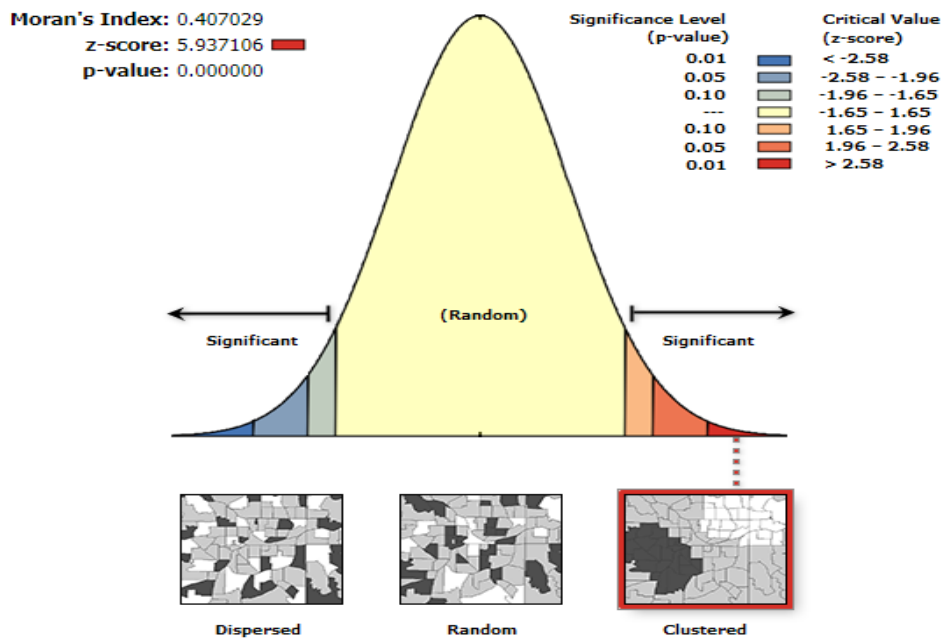 Moran's Index: 0.407029
z-score: 5.937106
p-value: 0.000000
Significance Level
(p-value)
Critical Value
(z-score)
0.01 < -2.58
0.05 -2.58 – -1.96
0.10 -1.96 – -1.65
--- -1.65 – 1.65
0.10 1.65 – 1.96
0.05 1.96 – 2.58
0.01 > 2.58
(Random)
Significant
Significant
Dispersed
Random
Clustered